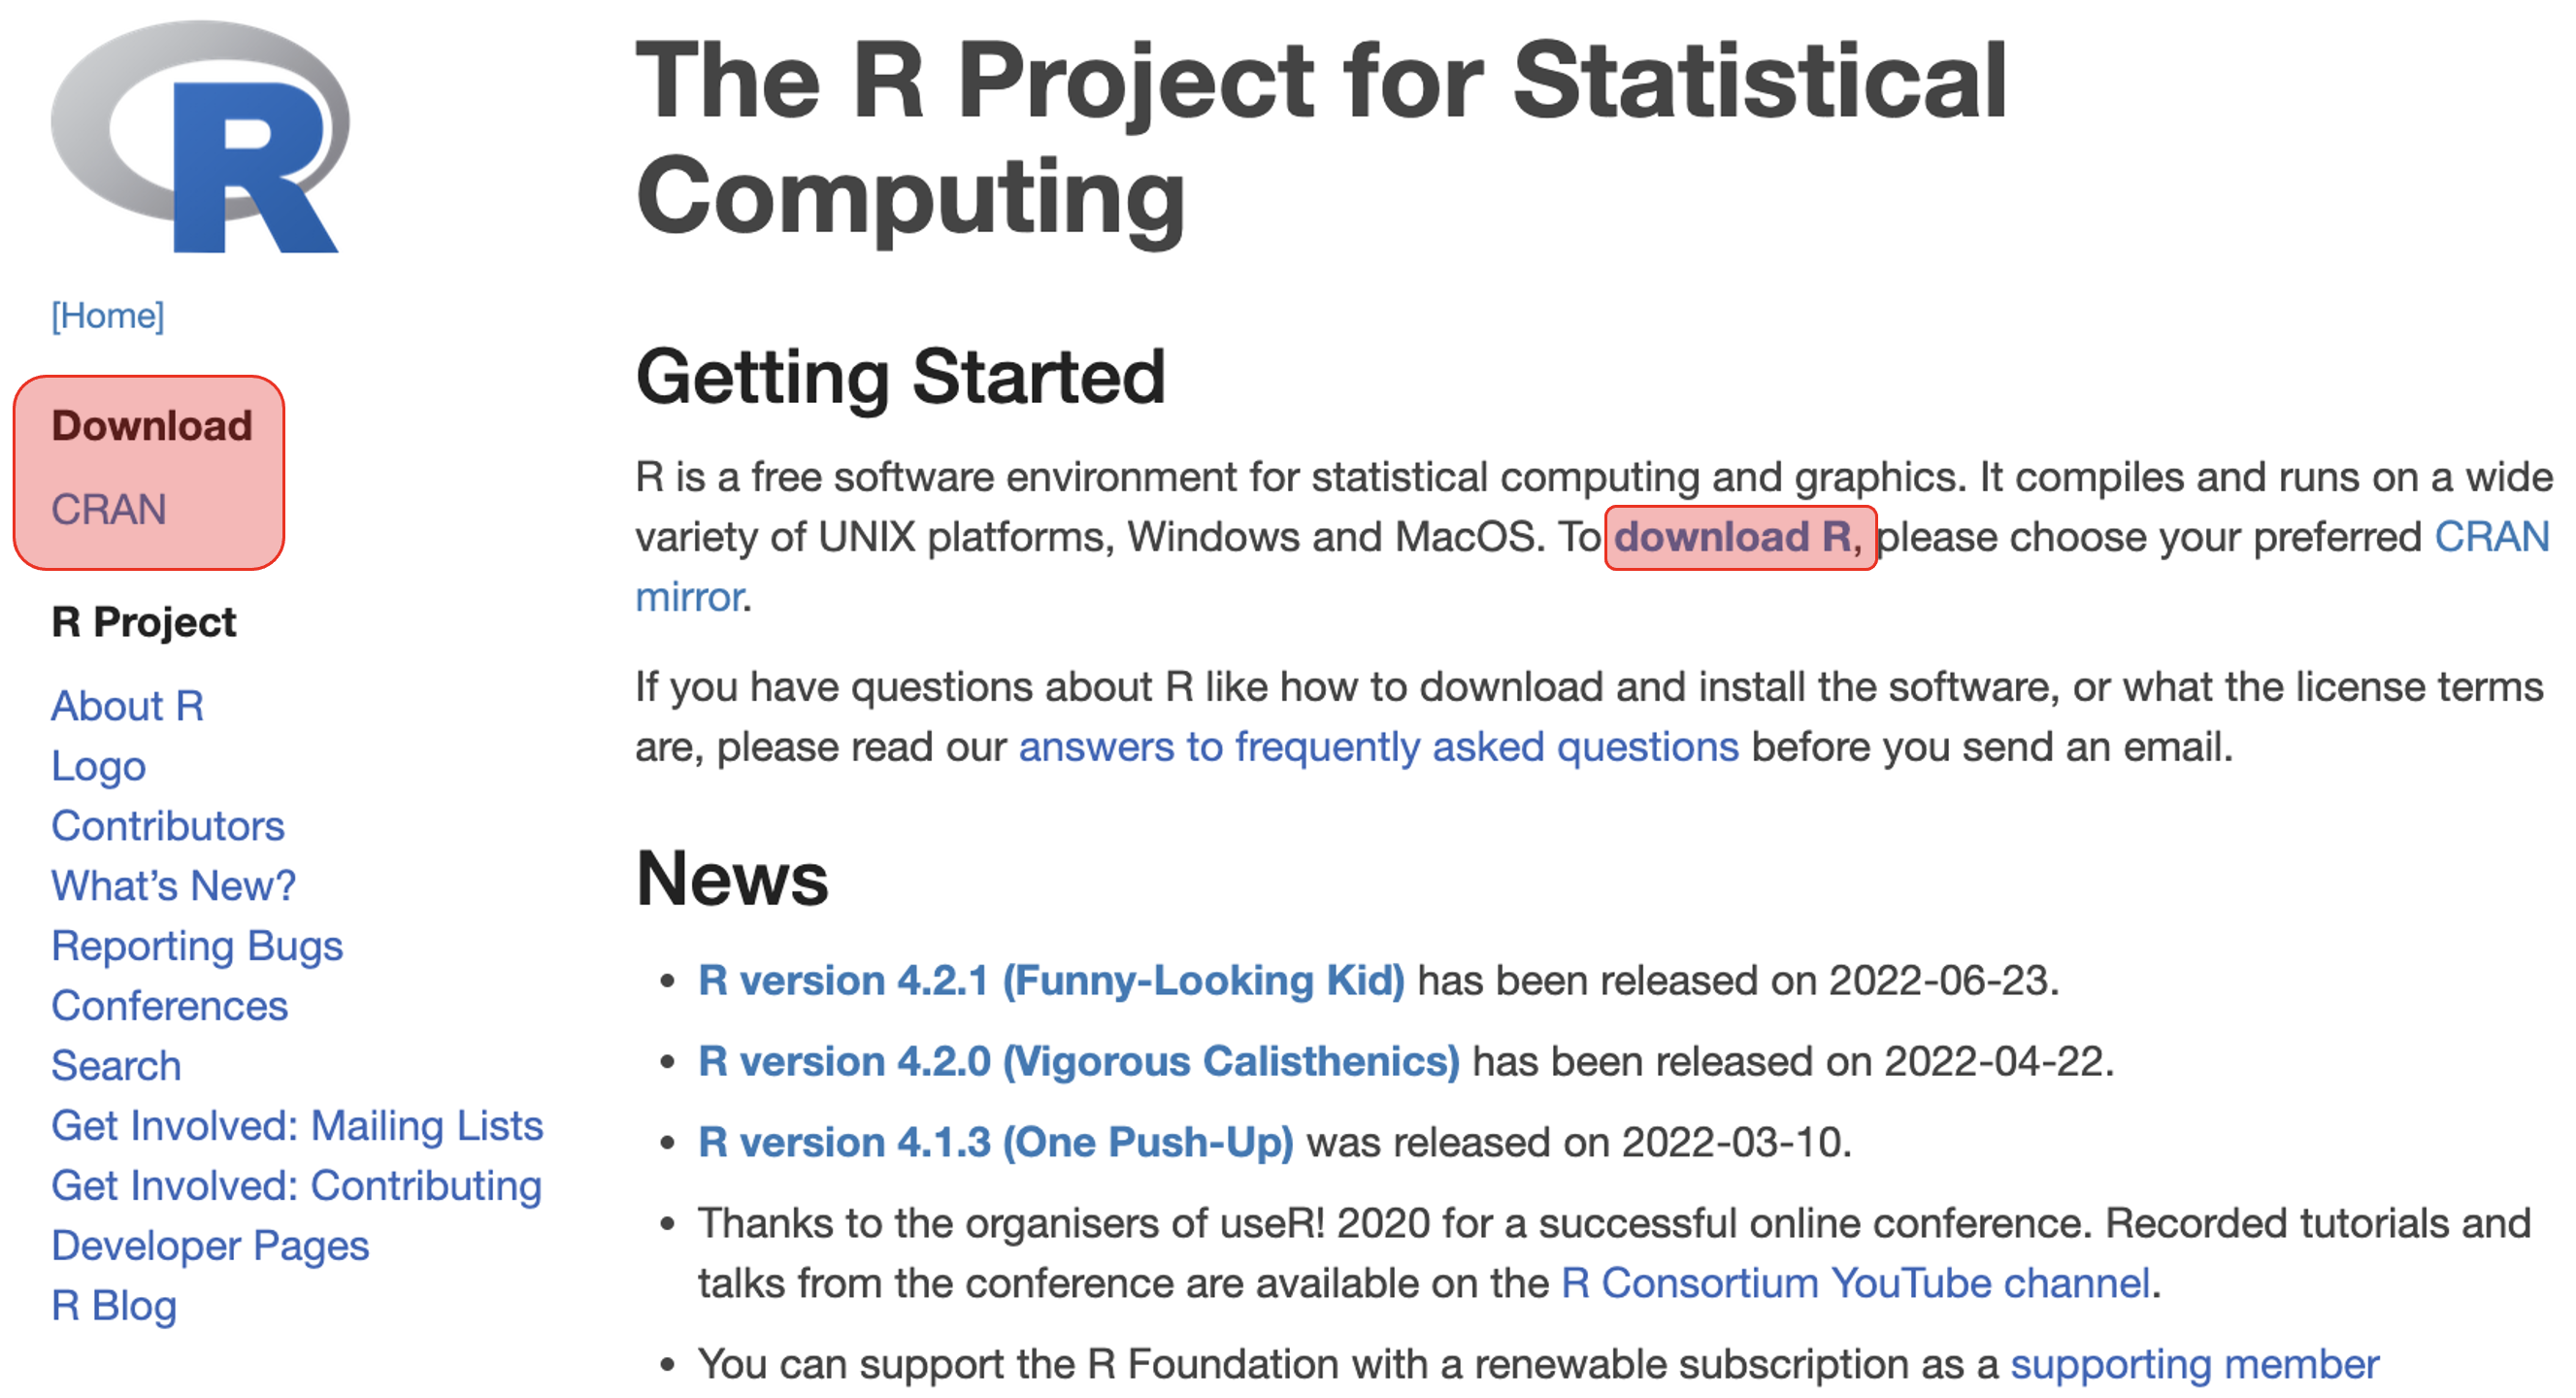 R
[Home]
Download
CRAN
R Project
About R
Logo
Contributors
What's New?
Reporting Bugs
Conferences
Search
Get Involved: Mailing Lists
Get Involved: Contributing
Developer Pages
R Blog
The R Project for Statistical
Computing
Getting Started
R is a free software environment for statistical computing and graphics. It compiles and runs on a wide
variety of UNIX platforms, Windows and MacOS. To download R, please choose your preferred CRAN
mirror.
If you have questions about R like how to download and install the software, or what the license terms
are, please read our answers to frequently asked questions before you send an email.
News
• R version 4.2.1 (Funny-Looking Kid) has been released on 2022-06-23.
• R version 4.2.0 (Vigorous Calisthenics) has been released on 2022-04-22.
• R version 4.1.3 (One Push-Up) was released on 2022-03-10.
• Thanks to the organisers of useR! 2020 for a successful online conference. Recorded tutorials and
talks from the conference are available on the R Consortium YouTube channel.
• You can support the R Foundation with a renewable subscription as a supporting member